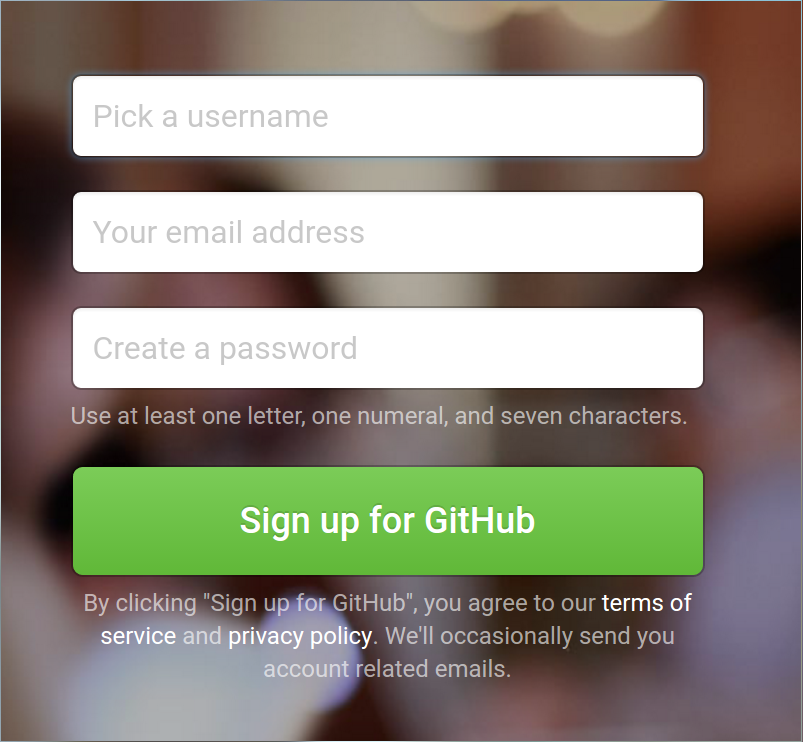 Pick a username
Your email address
Create a password
Use at least one letter, one numeral, and seven characters.
Sign up for GitHub
By clicking "Sign up for GitHub", you agree to our terms of
service and privacy policy. We'll occasionally send you
account related emails.